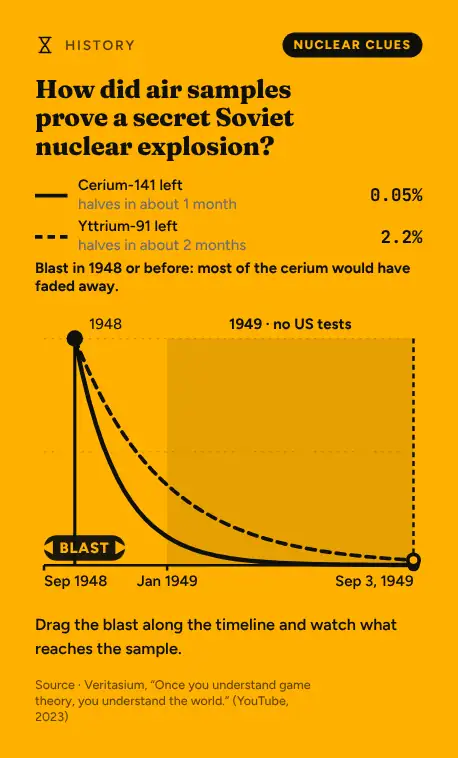 HISTORY
NUCLEAR CLUES
How did air samples
prove a secret Soviet
nuclear explosion?
Cerium-141 left
halves in about 1 month
0.05%
Yttrium-91 left
halves in about 2 months
2.2%
Blast in 1948 or before: most of the cerium would have
faded away.
1948
1949 · no US tests
BLAST
Sep 1948
Jan 1949
Sep 3, 1949
Drag the blast along the timeline and watch what
reaches the sample.
Source · Veritasium, “Once you understand game
theory, you understand the world.” (YouTube,
2023)